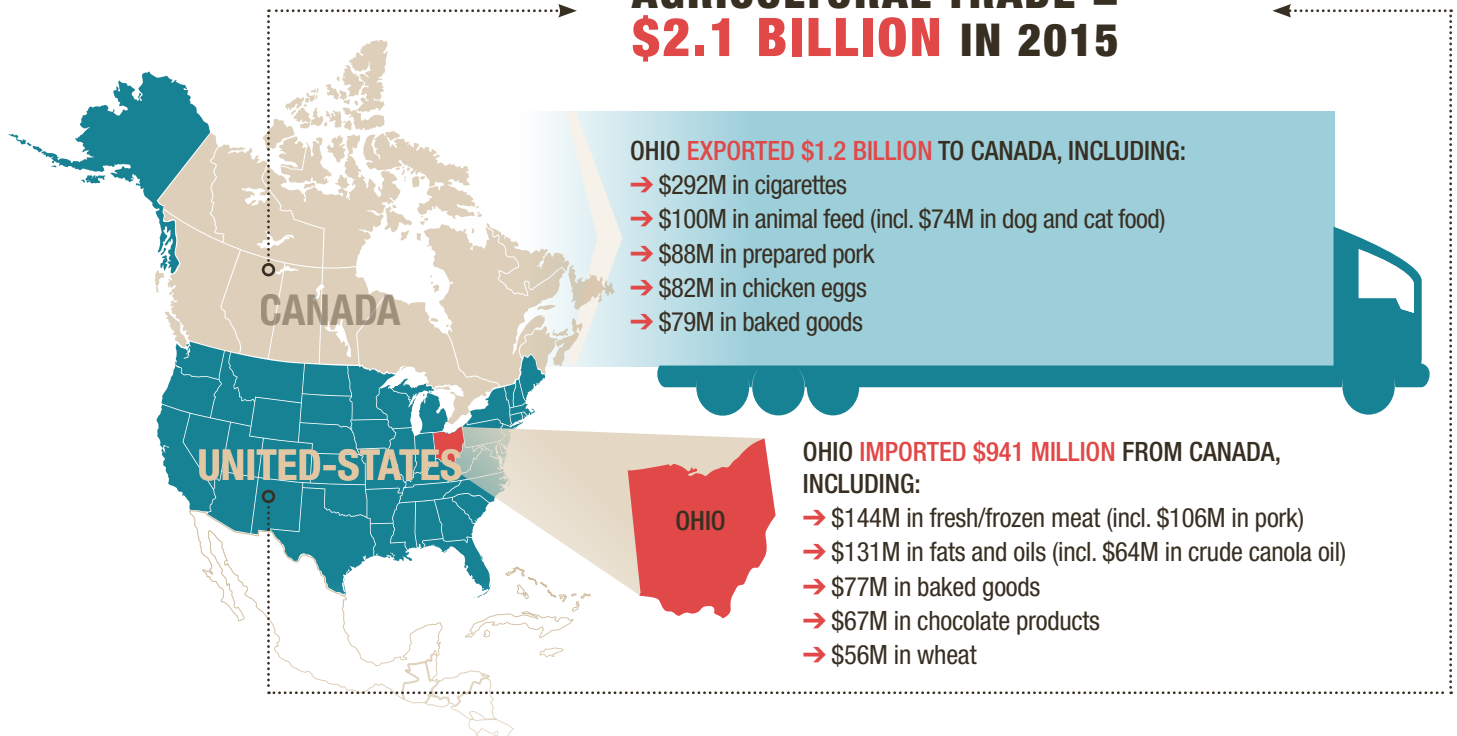 AGRICULTURAL TRADE =
$2.1 BILLION IN 2015
OHIO EXPORTED $1.2 BILLION TO CANADA, INCLUDING:
➔ $292M in cigarettes
➔ $100M in animal feed (incl. $74M in dog and cat food)
➔ $88M in prepared pork
➔ $82M in chicken eggs
➔ $79M in baked goods
CANADA
UNITED-STATES
OHIO
OHIO IMPORTED $941 MILLION FROM CANADA,
INCLUDING:
➔ $144M in fresh/frozen meat (incl. $106M in pork)
➔ $131M in fats and oils (incl. $64M in crude canola oil)
➔ $77M in baked goods
➔ $67M in chocolate products
➔ $56M in wheat